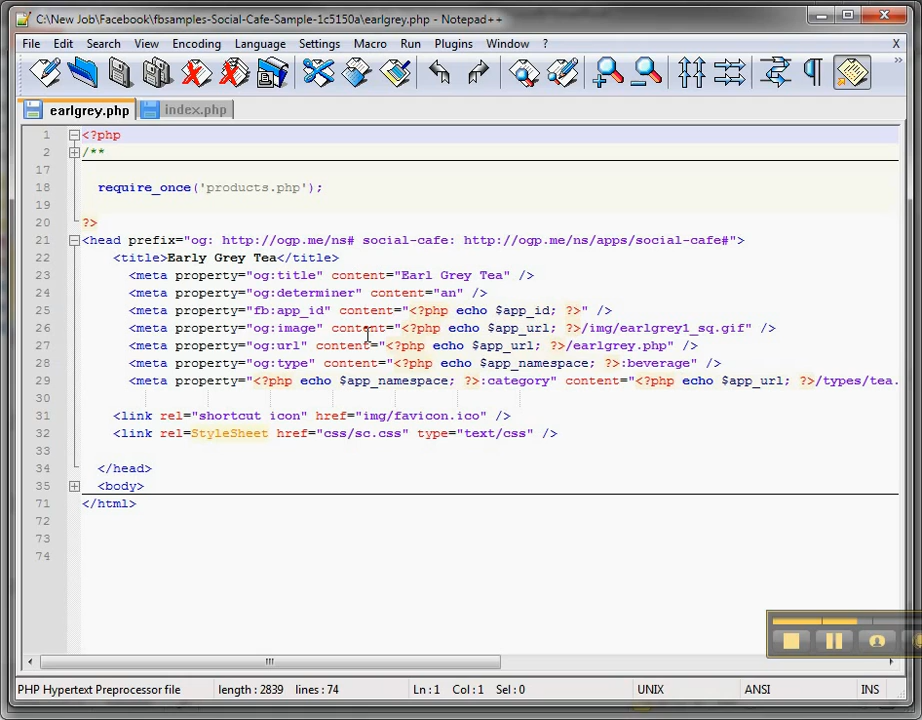 C:\New Job\Facebook\fbsamples-Social-Cafe-Sample-1c5150a\earlgrey.php - Notepad++
File Edit Search View Encoding Language Settings Macro Run Plugins Window ? X
earlgrey.php index.php
1 <?php
2 /**
17
18 require_once('products.php');
19
20 ?>
21 <head prefix="og: http://ogp.me/ns# social-cafe: http://ogp.me/ns/apps/social-cafe#">
22 <title>Early Grey Tea</title>
23 <meta property="og:title" content="Earl Grey Tea" />
24 <meta property="og:determiner" content="an" />
25 <meta property="fb:app_id" content="<?php echo $app_id; ?>" />
26 <meta property="og:image" content="<?php echo $app_url; ?>/img/earlgrey1_sq.gif" />
27 <meta property="og:url" content="<?php echo $app_url; ?>/earlgrey.php" />
28 <meta property="og:type" content="<?php echo $app_namespace; ?>:beverage" />
29 <meta property="<?php echo $app_namespace; ?>:category" content="<?php echo $app_url; ?>/types/tea.
30
31 <link rel="shortcut icon" href="img/favicon.ico" />
32 <link rel=StyleSheet href="css/sc.css" type="text/css" />
33
34 </head>
35 <body>
71 </html>
72
73
74
PHP Hypertext Preprocessor file length : 2839 lines : 74 Ln : 1 Col : 1 Sel : 0 UNIX ANSI INS